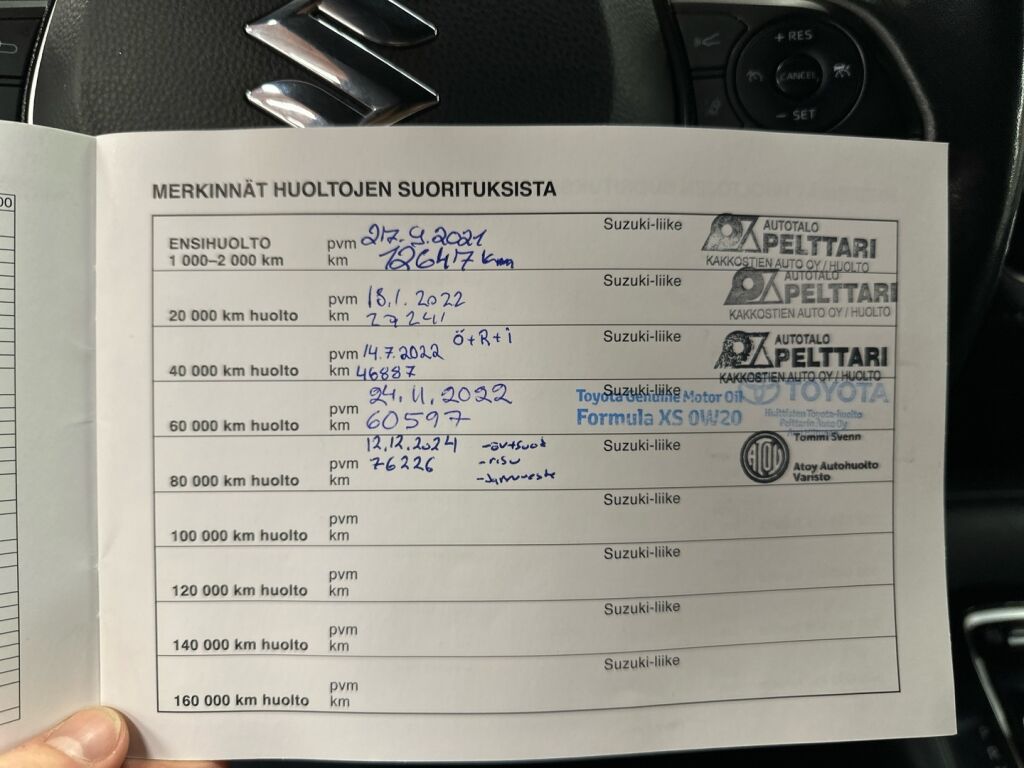 + RES
CANCEL
− SET
00
MERKINNÄT HUOLTOJEN SUORITUKSISTA
ENSIHUOLTO
1 000–2 000 km
pvm 27.9.2021
km 12647 km
Suzuki-liike
AUTOTALO
PELTTARI
KAKKOSTIEN AUTO OY / HUOLTO
20 000 km huolto
pvm 18.1.2022
km 27241
Suzuki-liike
AUTOTALO
PELTTARI
KAKKOSTIEN AUTO OY / HUOLTO
40 000 km huolto
pvm 14.7.2022
km 46887
Ö+R+i
Suzuki-liike
AUTOTALO
PELTTARI
KAKKOSTIEN AUTO OY / HUOLTO
60 000 km huolto
pvm 24.11.2022
km 60597
Suzuki-liike
Toyota Genuine Motor Oil
Formula XS 0W20
TOYOTA
Huittisten Toyota-huolto
Pelttarin Auto Oy
80 000 km huolto
12.12.2024
pvm 76226
km
Suzuki-liike
ATOY
Tommi Svenn
Atoy Autohuolto
Varisto
100 000 km huolto
pvm
km
Suzuki-liike
120 000 km huolto
pvm
km
Suzuki-liike
140 000 km huolto
pvm
km
Suzuki-liike
160 000 km huolto
pvm
km
Suzuki-liike